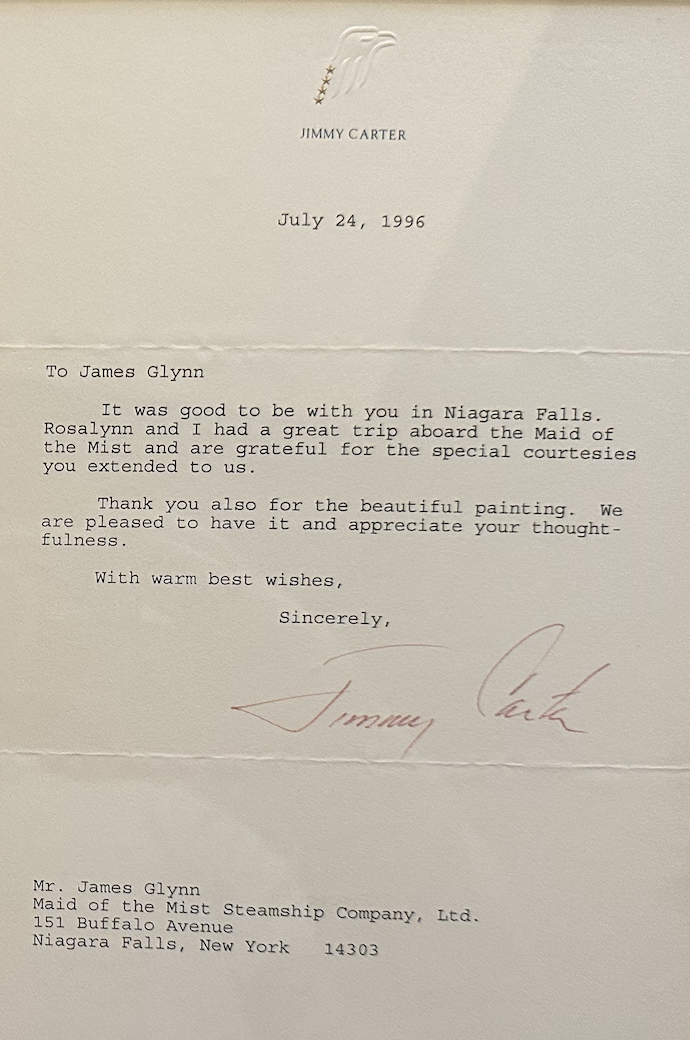 JIMMY CARTER
July 24, 1996
To James Glynn
It was good to be with you in Niagara Falls.
Rosalynn and I had a great trip aboard the Maid of
the Mist and are grateful for the special courtesies
you extended to us.
Thank you also for the beautiful painting. We
are pleased to have it and appreciate your thought-
fulness.
With warm best wishes,
Sincerely,
Jimmy Carter
Mr. James Glynn
Maid of the Mist Steamship Company, Ltd.
151 Buffalo Avenue
Niagara Falls, New York 14303